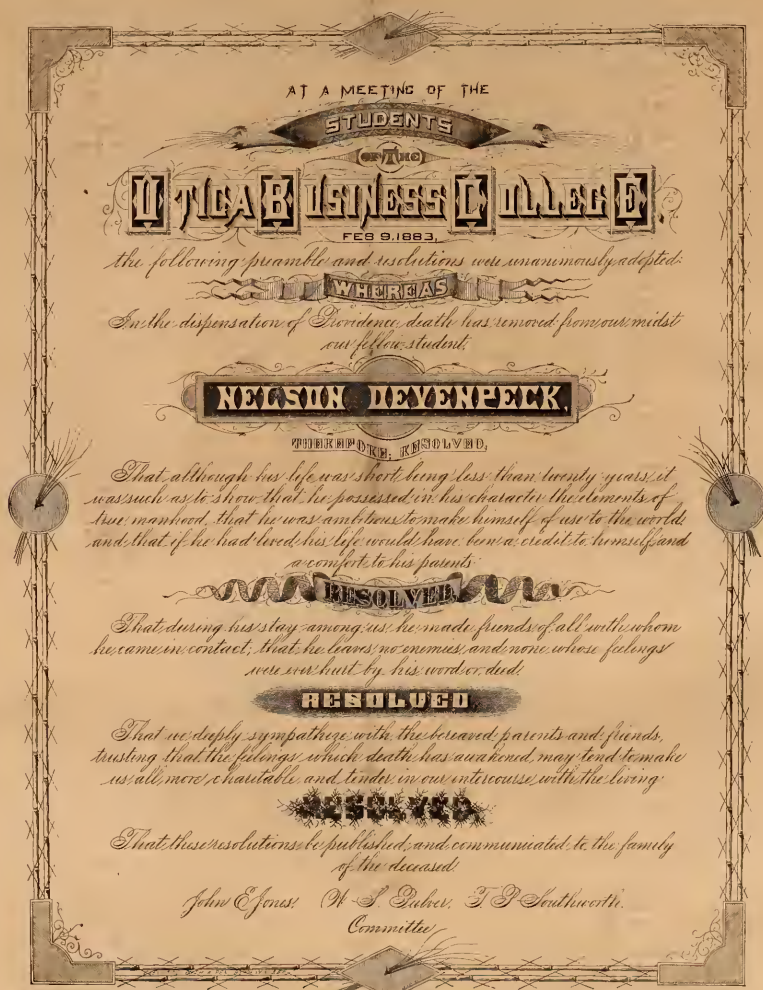 AT A MEETING OF THE
STUDENTS
OF THE
UTICA BUSINESS COLLEGE,
FEB 9. 1883,
the following preamble and resolutions were unanimously adopted:
WHEREAS
In the dispensation of Providence, death has removed from our midst
our fellow student,
NELSON DEVENPECK,
THEREFORE; RESOLVED,
That although his life was short being less than twenty years, it
was such as to show that he possessed in his character the elements of
true manhood, that he was ambitious to make himself of use to the world,
and that if he had lived his life would have been a credit to himself and
a comfort to his parents.
RESOLVED,
That during his stay among us he made friends of all with whom
he came in contact, that he leaves no enemies, and none whose feelings
were ever hurt by his word or deed.
RESOLVED
That we deeply sympathize with the bereaved parents and friends,
trusting that the feelings which death has awakened may tend to make
us all more charitable and tender in our intercourse with the living.
RESOLVED,
That these resolutions be published and communicated to the family
of the deceased.
John E Jones. W. S. Pulver. T. P. Southworth.
Committee